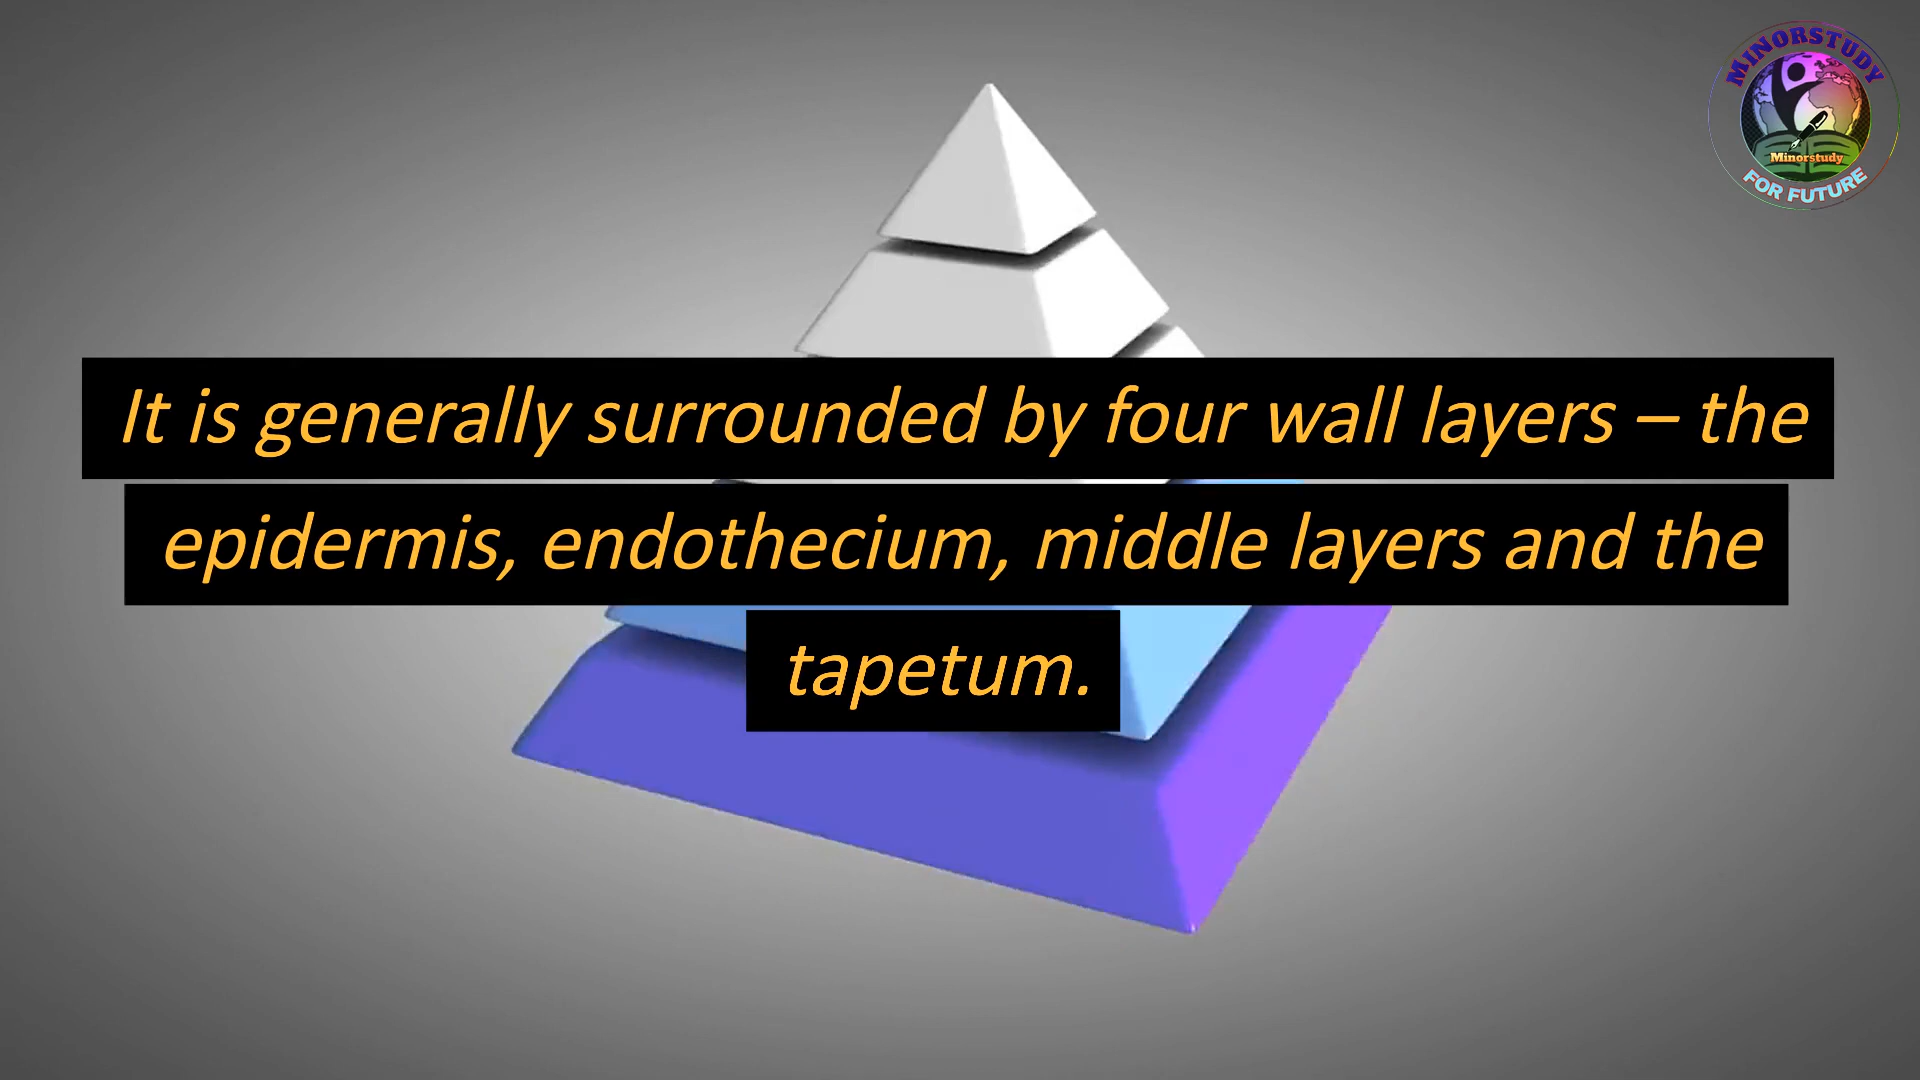 MINORSTUDY
Minorstudy
FOR FUTURE
It is generally surrounded by four wall layers – the
epidermis, endothecium, middle layers and the
tapetum.